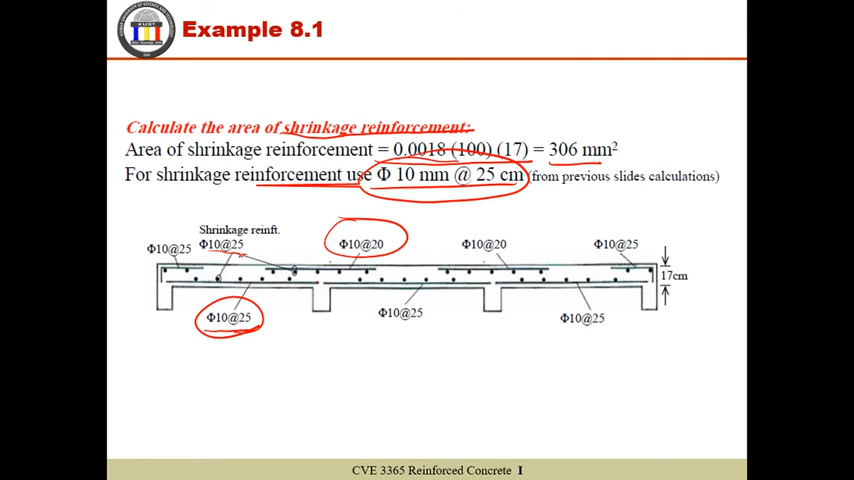 Example 8.1
Calculate the area of shrinkage reinforcement:
Area of shrinkage reinforcement = 0.0018 (100) (17) = 306 mm²
For shrinkage reinforcement use Φ 10 mm @ 25 cm (from previous slides calculations)
Shrinkage reinft.
Φ10@25 Φ10@25 Φ10@20 Φ10@20 Φ10@25
17cm
Φ10@25 Φ10@25 Φ10@25
CVE 3365 Reinforced Concrete I